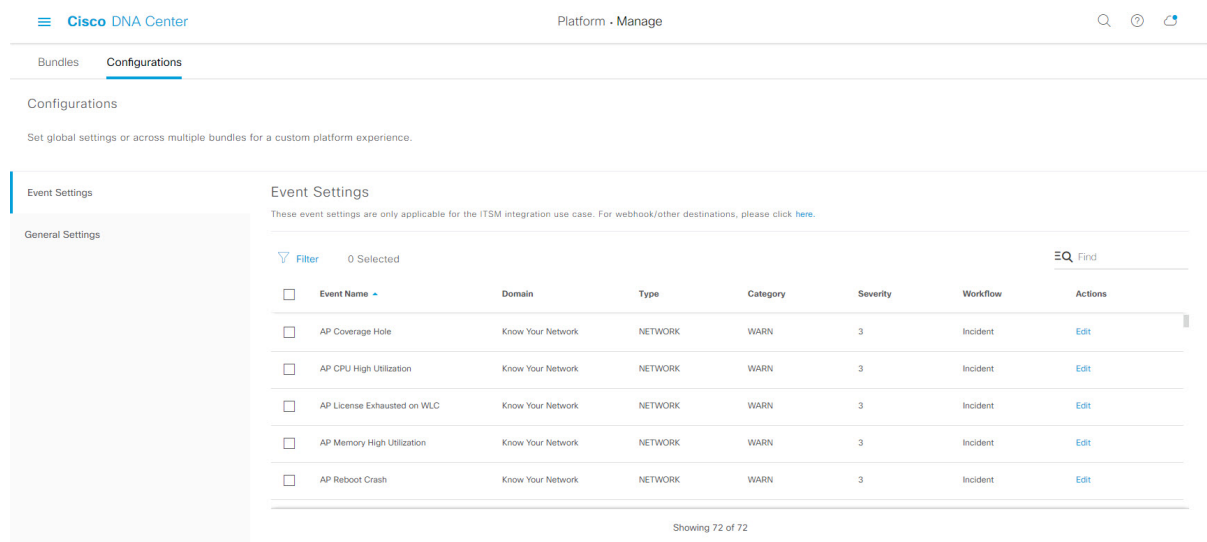 Cisco DNA Center Platform • Manage
Bundles Configurations
Configurations
Set global settings or across multiple bundles for a custom platform experience.
Event Settings
General Settings
Event Settings
These event settings are only applicable for the ITSM integration use case. For webhook/other destinations, please click here.
Filter 0 Selected Find
Event Name Domain Type Category Severity Workflow Actions
AP Coverage Hole Know Your Network NETWORK WARN 3 Incident Edit
AP CPU High Utilization Know Your Network NETWORK WARN 3 Incident Edit
AP License Exhausted on WLC Know Your Network NETWORK WARN 3 Incident Edit
AP Memory High Utilization Know Your Network NETWORK WARN 3 Incident Edit
AP Reboot Crash Know Your Network NETWORK WARN 3 Incident Edit
Showing 72 of 72